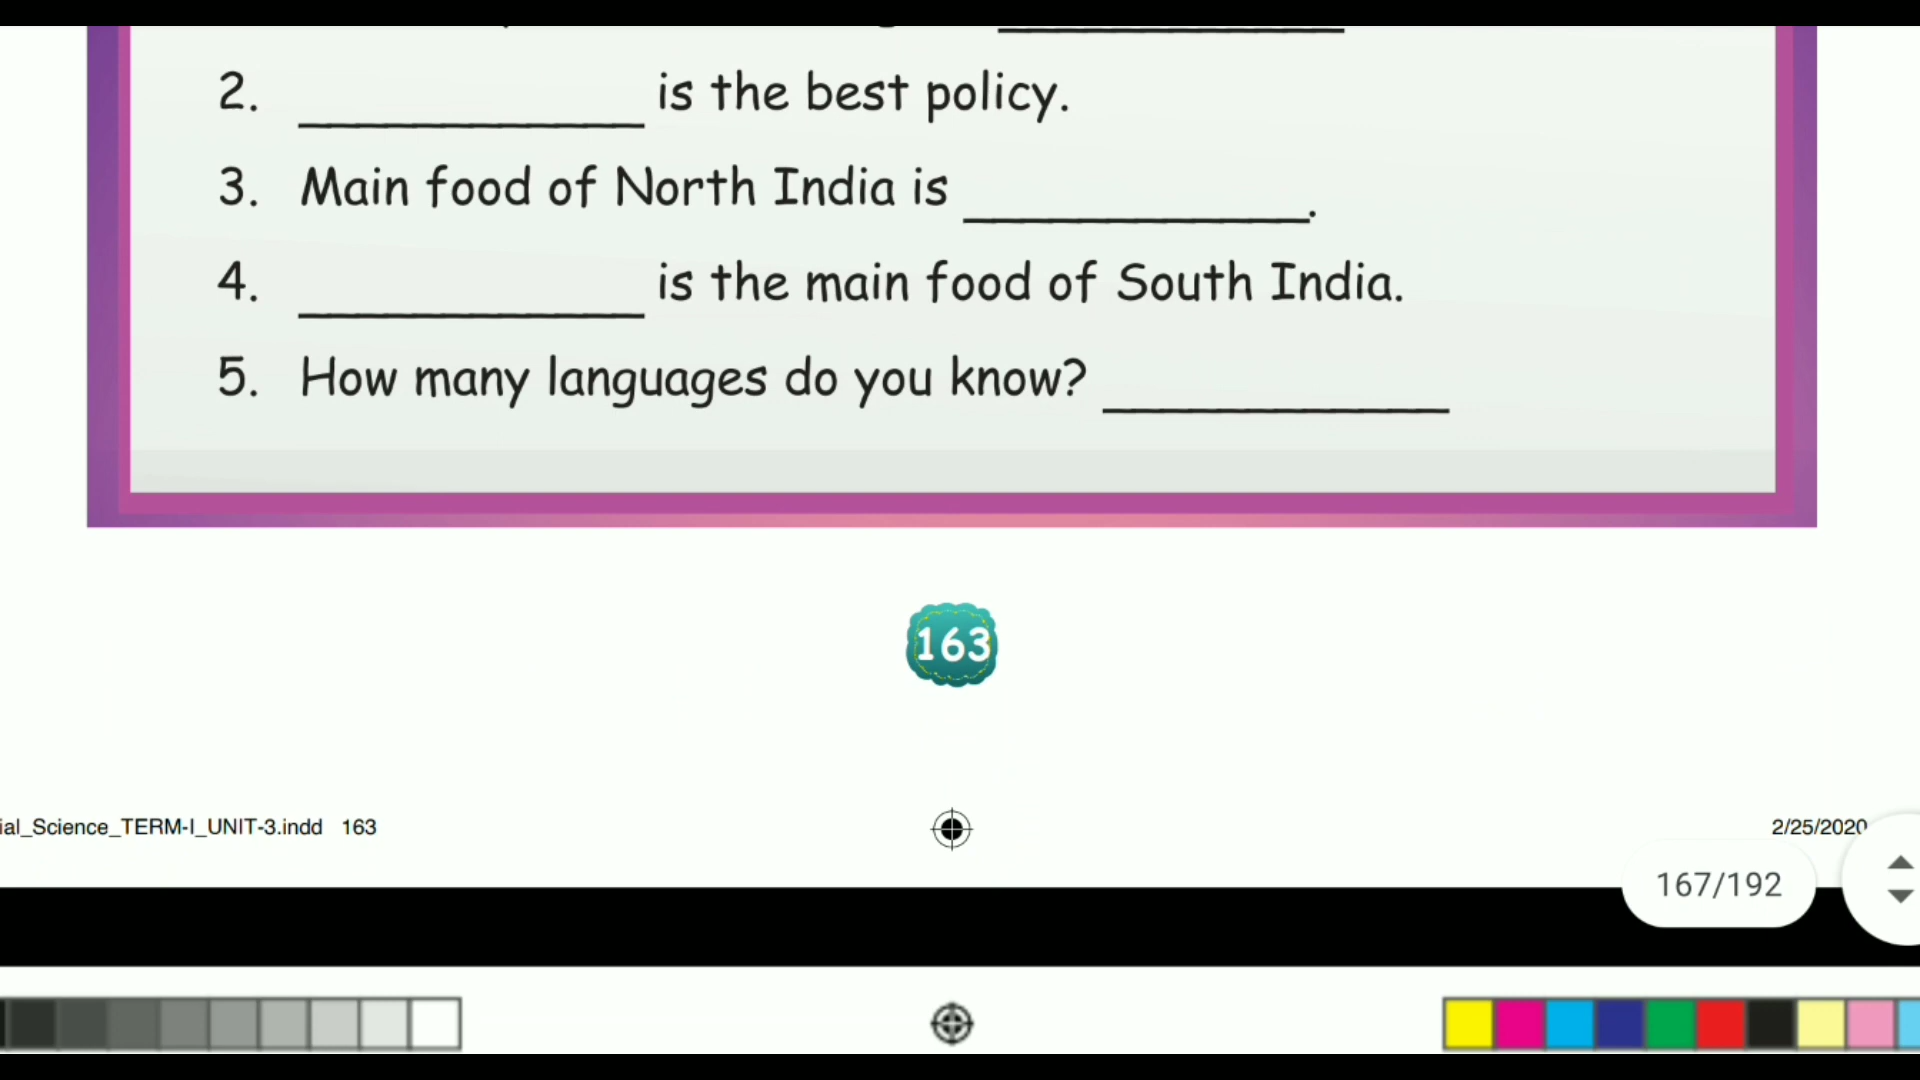 2. ____________ is the best policy.
3. Main food of North India is ____________.
4. ____________ is the main food of South India.
5. How many languages do you know? ____________
163
ial_Science_TERM-I_UNIT-3.indd 163
2/25/2020
167/192